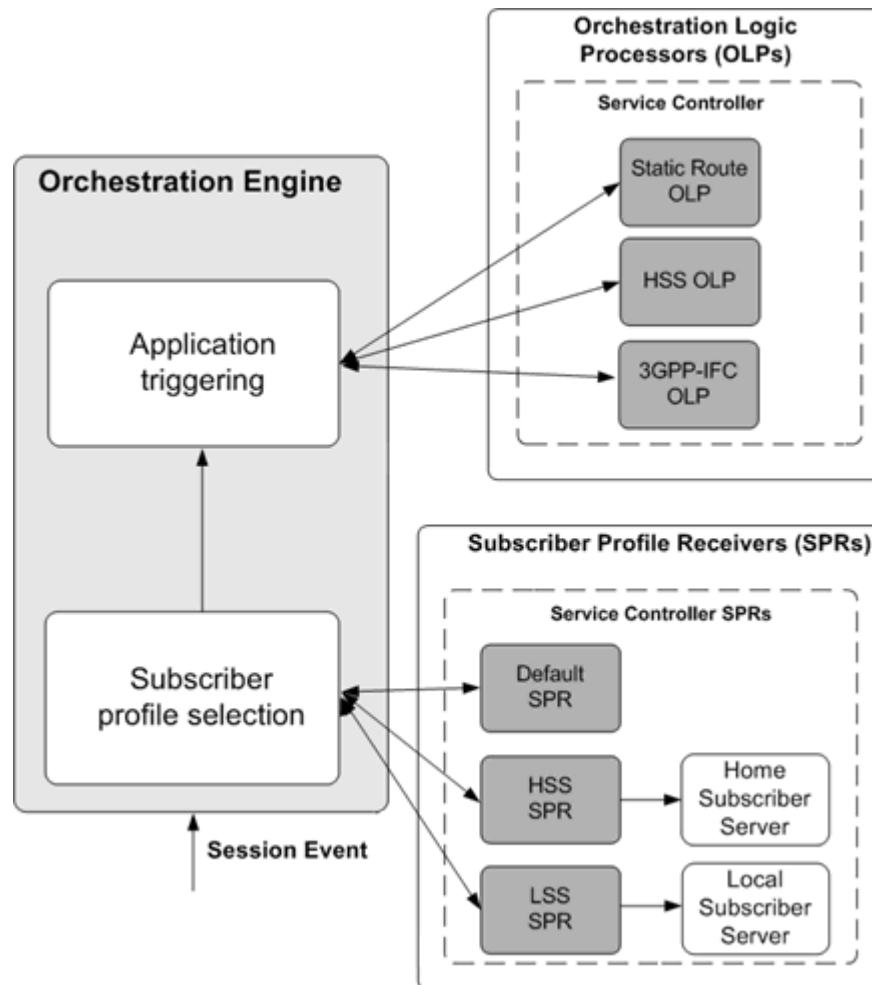 Orchestration Logic
Processors (OLPs)
Service Controller
Static Route
OLP
HSS OLP
3GPP-IFC
OLP
Orchestration Engine
Application
triggering
Subscriber
profile selection
Session Event
Subscriber Profile Receivers (SPRs)
Service Controller SPRs
Default
SPR
HSS
SPR
Home
Subscriber
Server
LSS
SPR
Local
Subscriber
Server